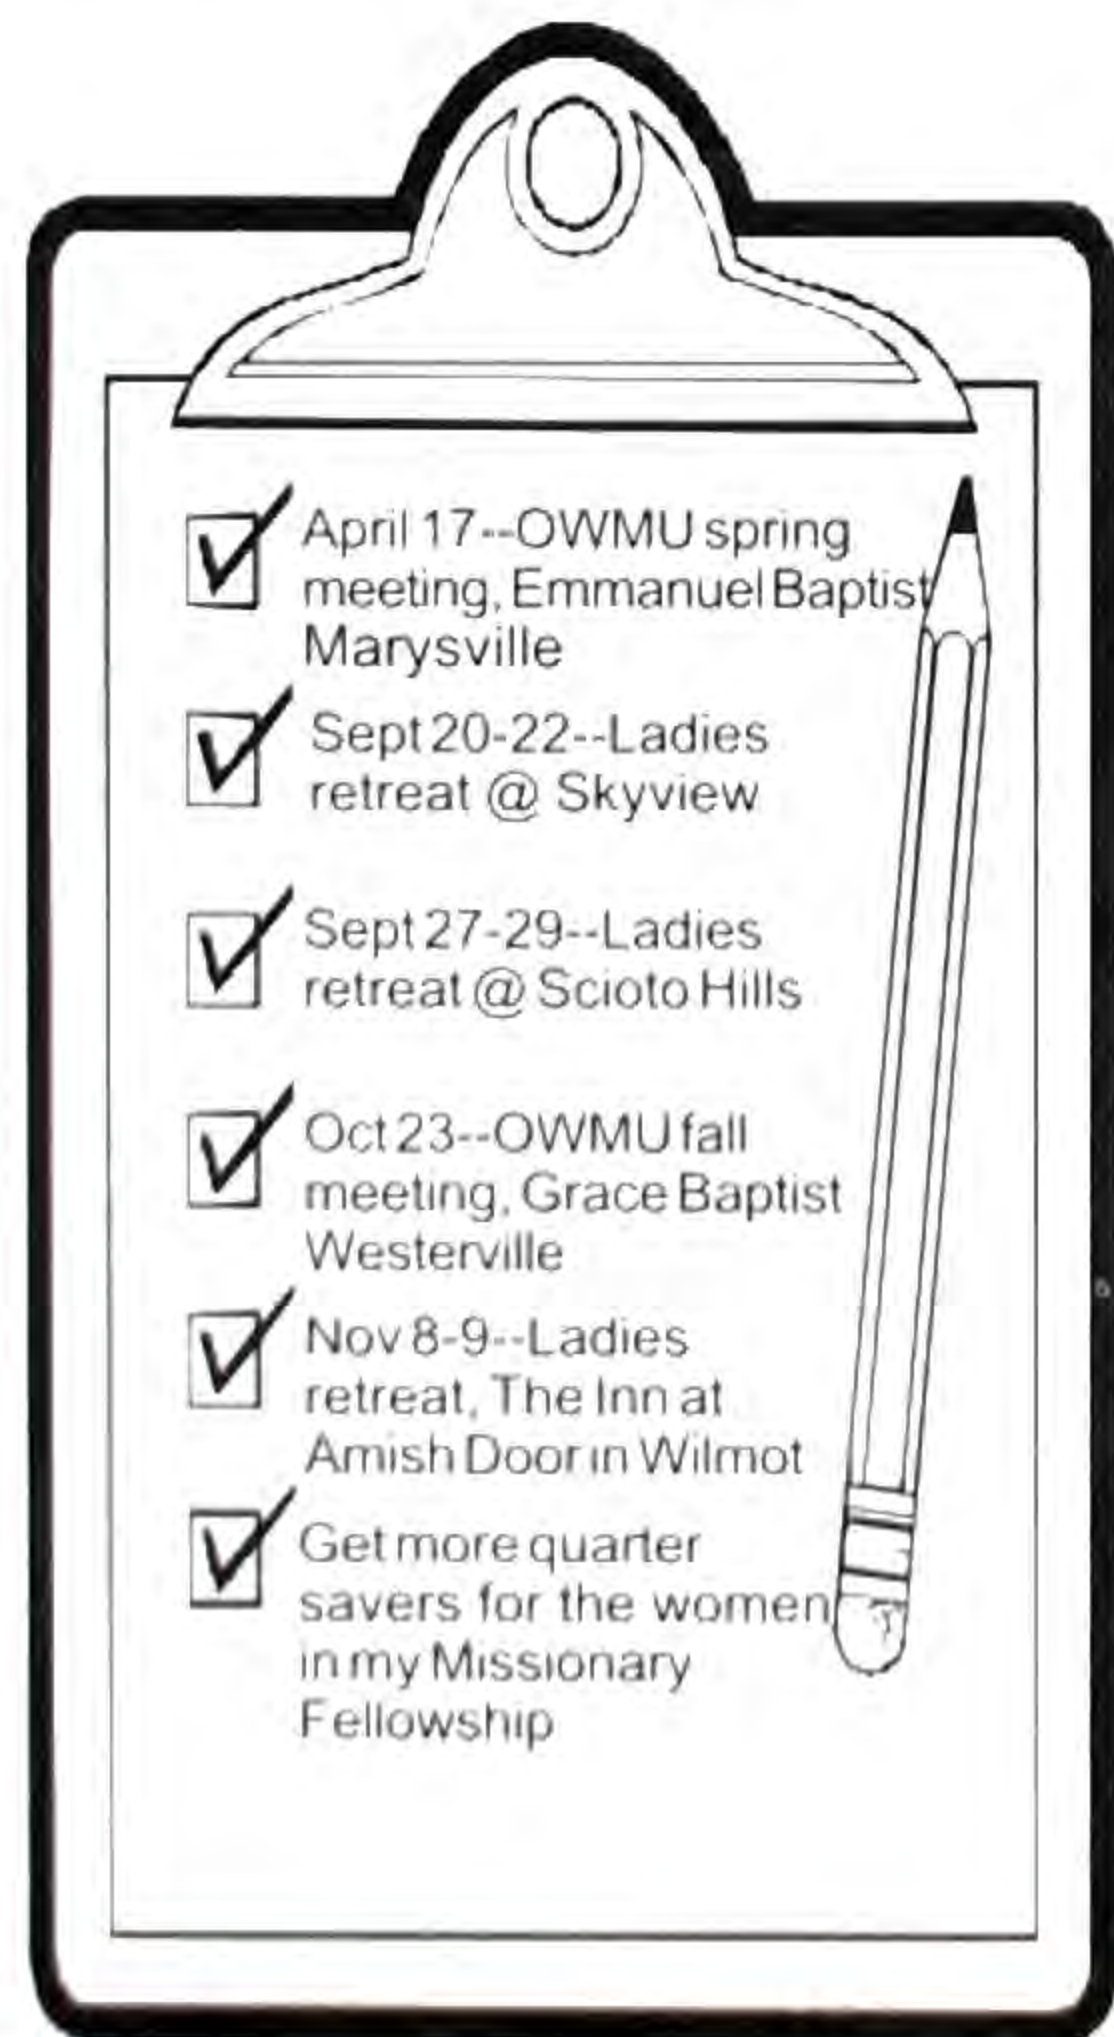 April 17--OWMU spring
meeting, Emmanuel Baptist
Marysville
Sept 20-22--Ladies
retreat @ Skyview
Sept 27-29--Ladies
retreat @ Scioto Hills
Oct 23--OWMU fall
meeting, Grace Baptist
Westerville
Nov 8-9--Ladies
retreat, The Inn at
Amish Door in Wilmot
Get more quarter
savers for the women
in my Missionary
Fellowship